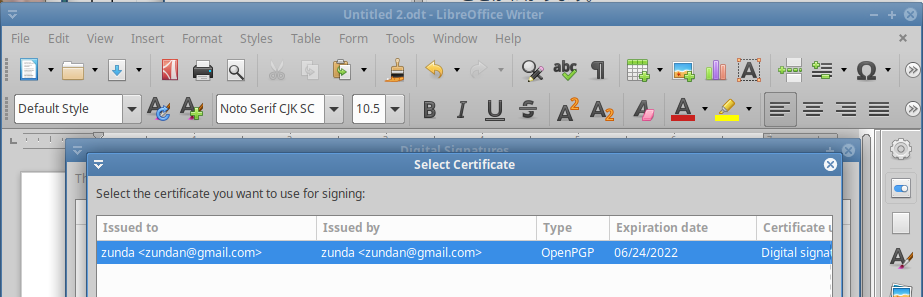 Untitled 2.odt - LibreOffice Writer
File Edit View Insert Format Styles Table Form Tools Window Help
Default Style Noto Serif CJK SC 10.5
Digital Signatures
Select Certificate
Select the certificate you want to use for signing:
Issued to Issued by Type Expiration date Certificate u
zunda <zundan@gmail.com> zunda <zundan@gmail.com> OpenPGP 06/24/2022 Digital signat